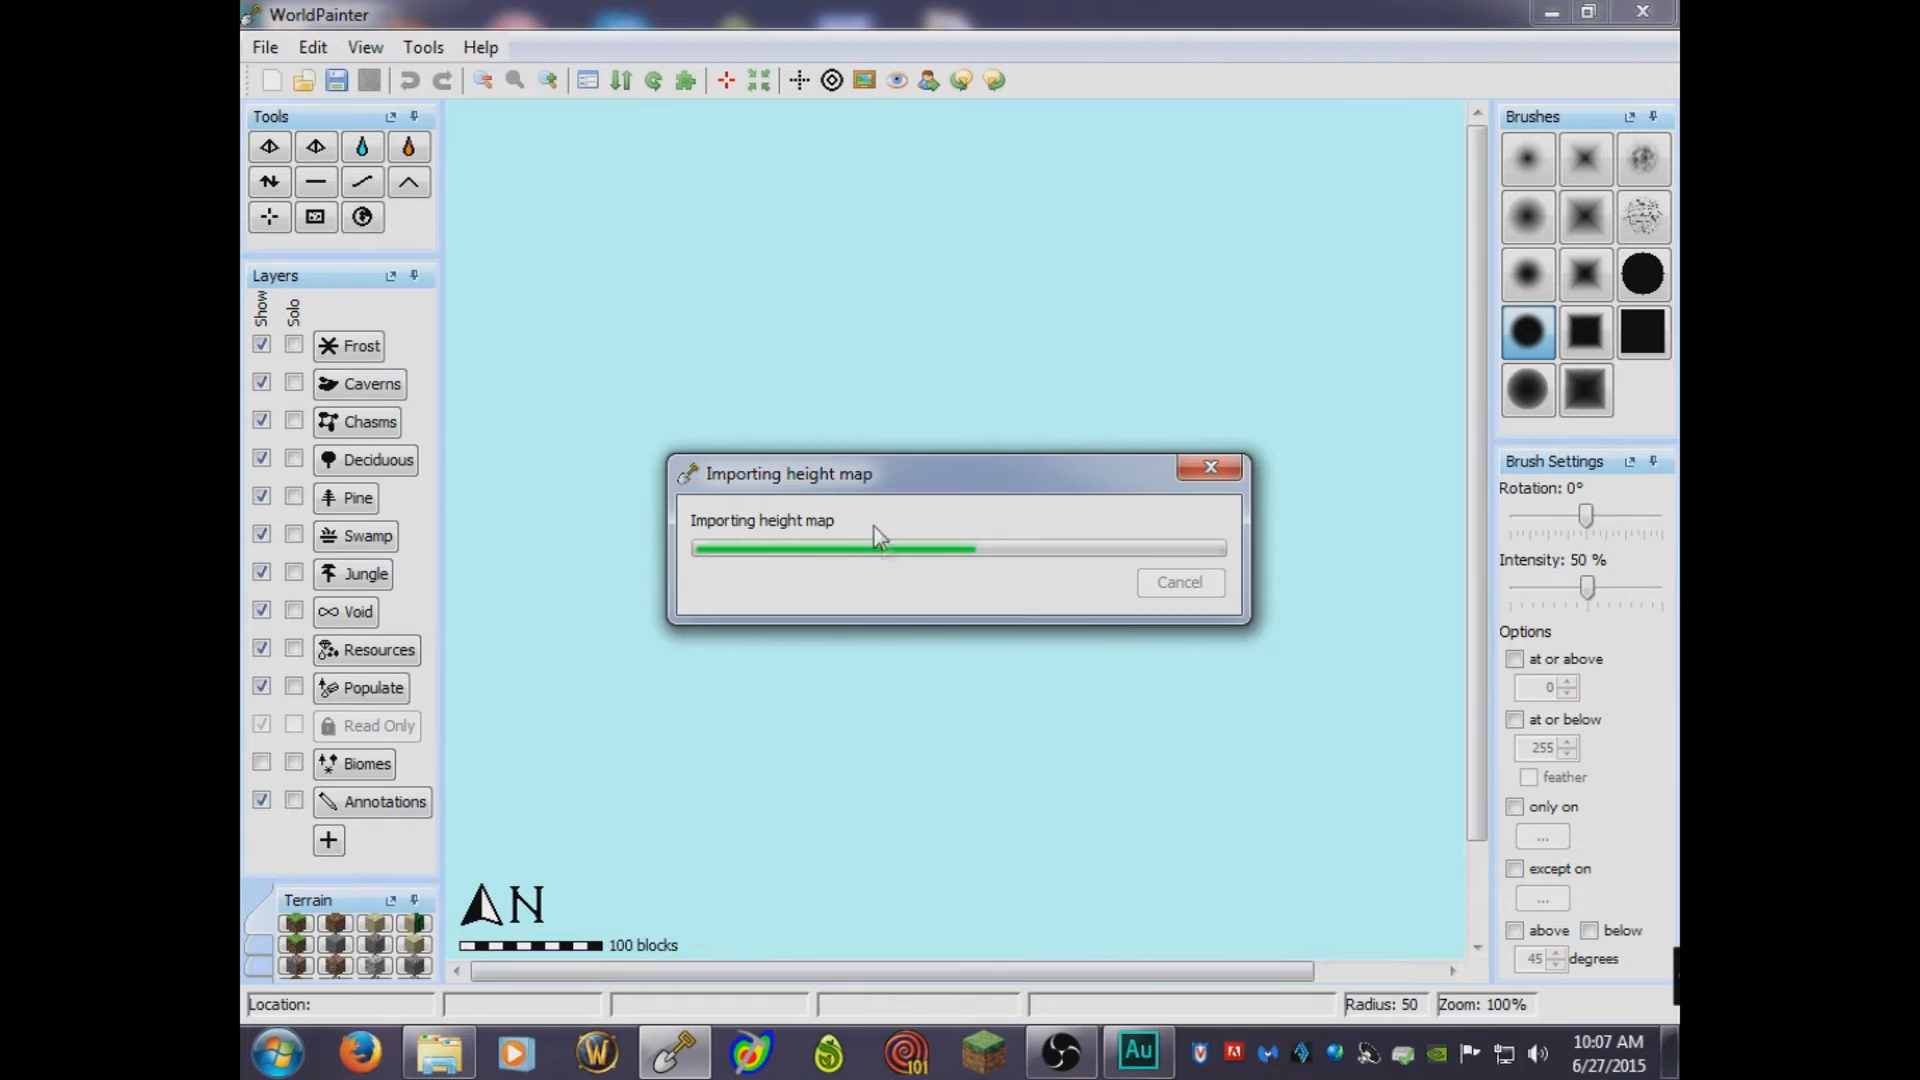 WorldPainter
File Edit View Tools Help
Tools
Layers
Show Solo
Frost
Caverns
Chasms
Deciduous
Pine
Swamp
Jungle
Void
Resources
Populate
Read Only
Biomes
Annotations
Terrain
N
100 blocks
Importing height map
Importing height map
Cancel
Brushes
Brush Settings
Rotation: 0°
Intensity: 50 %
Options
at or above
0
at or below
255
feather
only on
...
except on
...
above below
45 degrees
Location:
Radius: 50 Zoom: 100%
W
101
Au
10:07 AM
6/27/2015